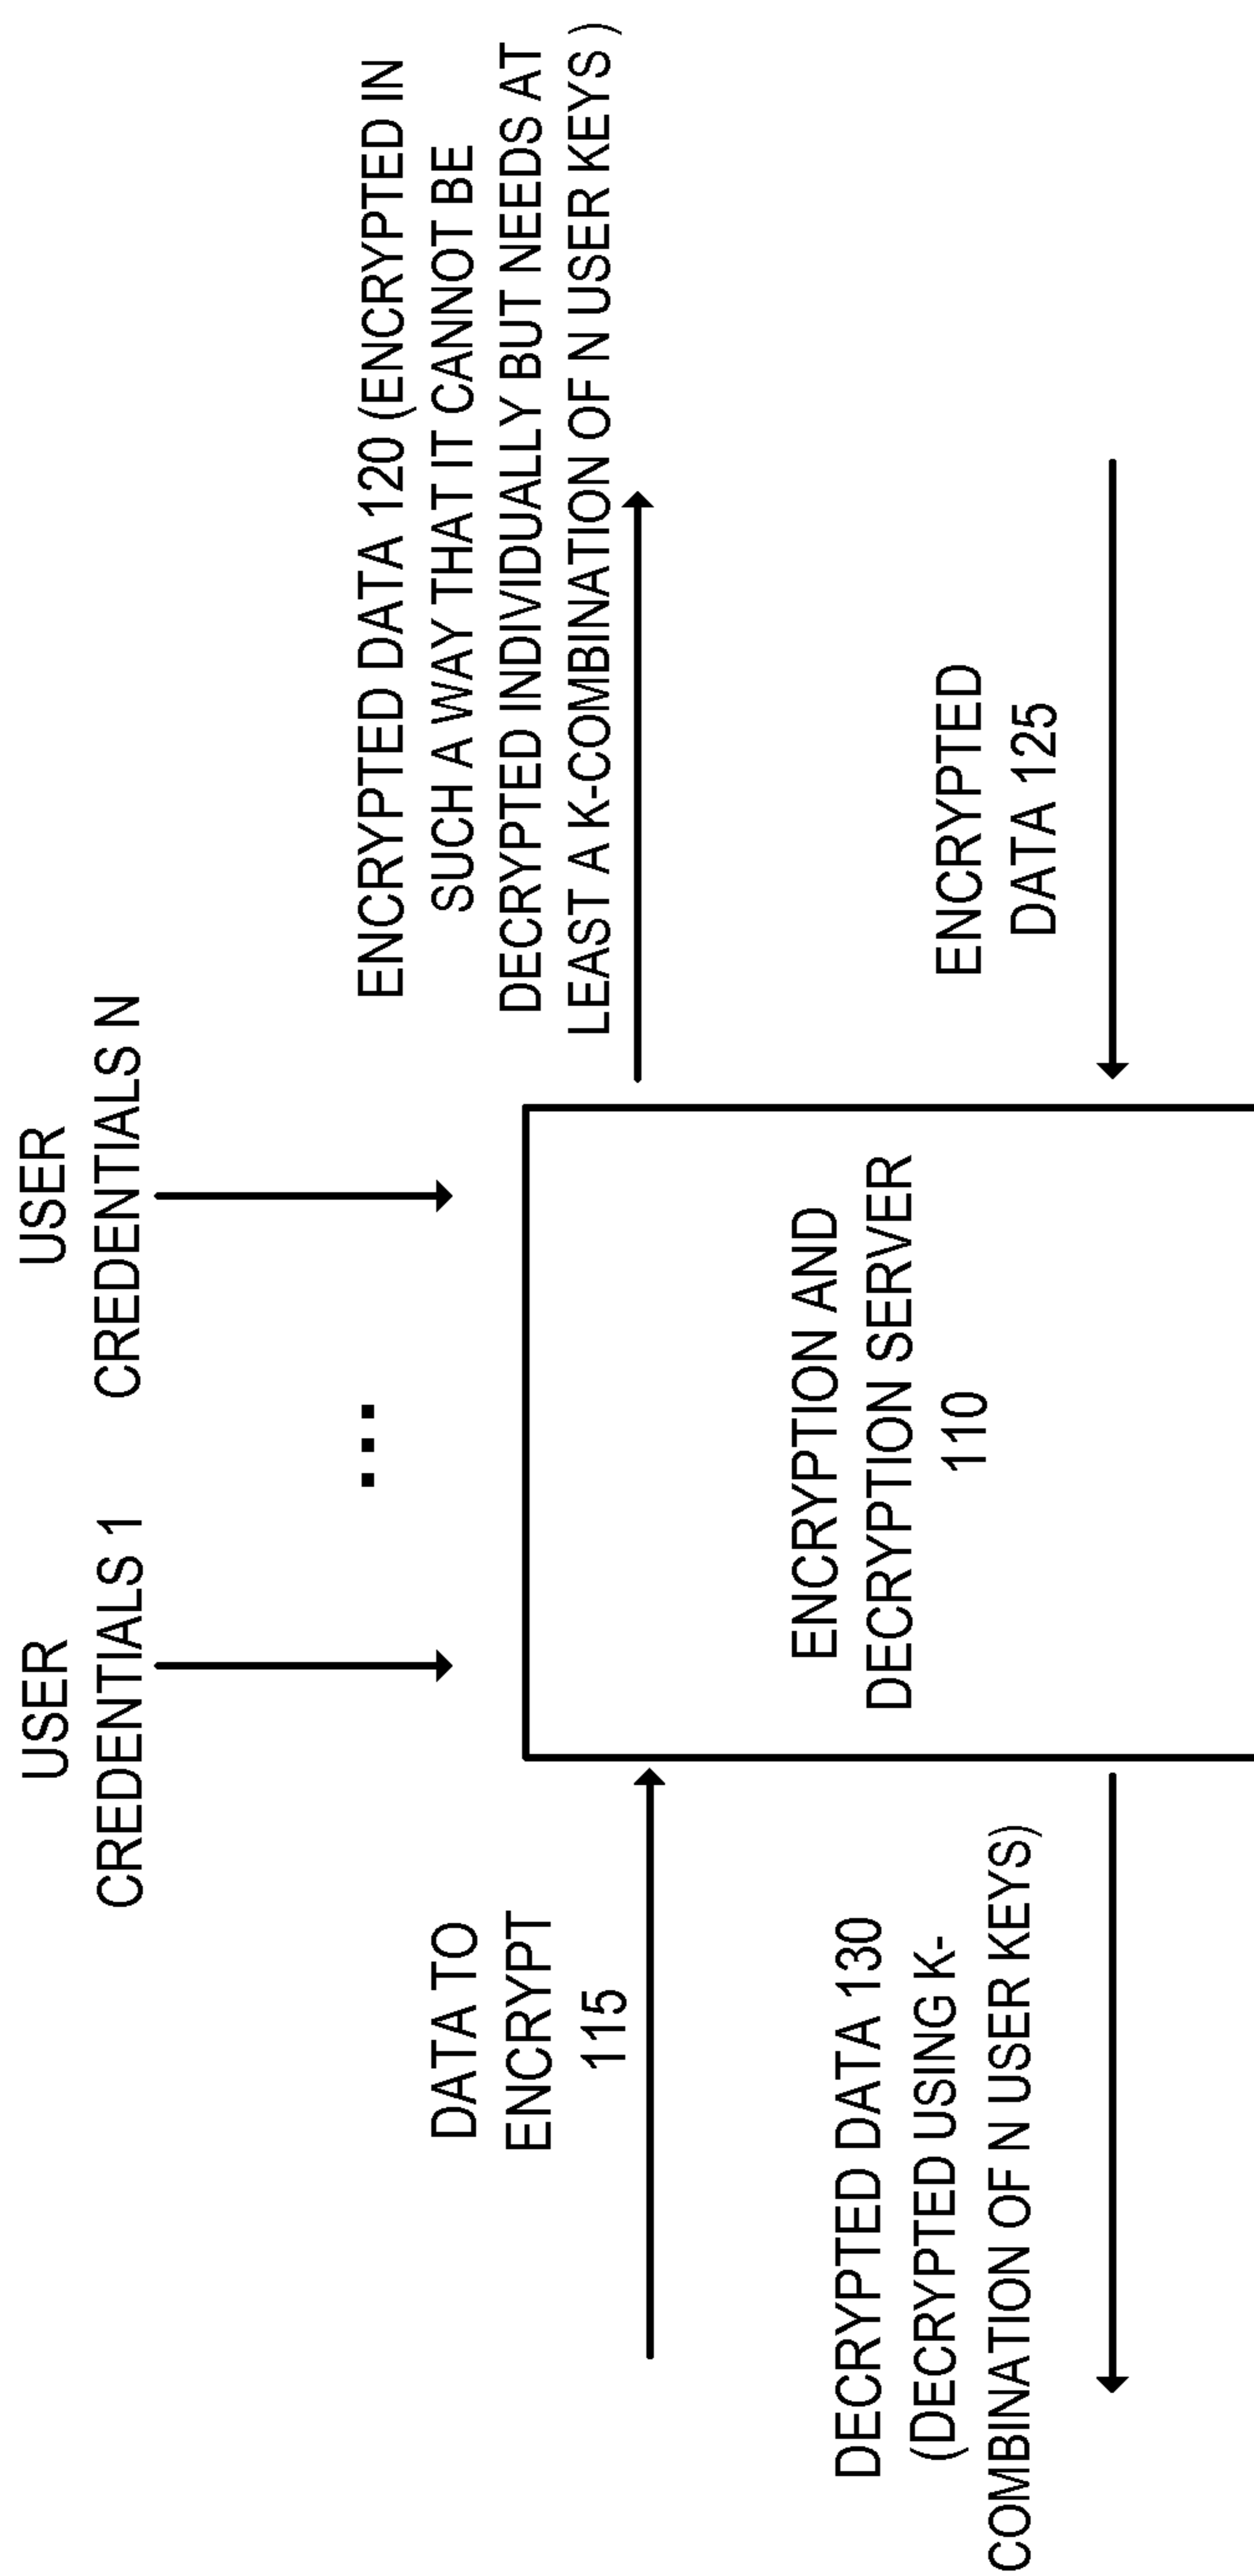 USER
CREDENTIALS 1
...
USER
CREDENTIALS N
DATA TO
ENCRYPT
115
ENCRYPTED DATA 120 (ENCRYPTED IN
SUCH A WAY THAT IT CANNOT BE
DECRYPTED INDIVIDUALLY BUT NEEDS AT
LEAST A K-COMBINATION OF N USER KEYS )
ENCRYPTION AND
DECRYPTION SERVER
110
DECRYPTED DATA 130
(DECRYPTED USING K-
COMBINATION OF N USER KEYS)
ENCRYPTED
DATA 125